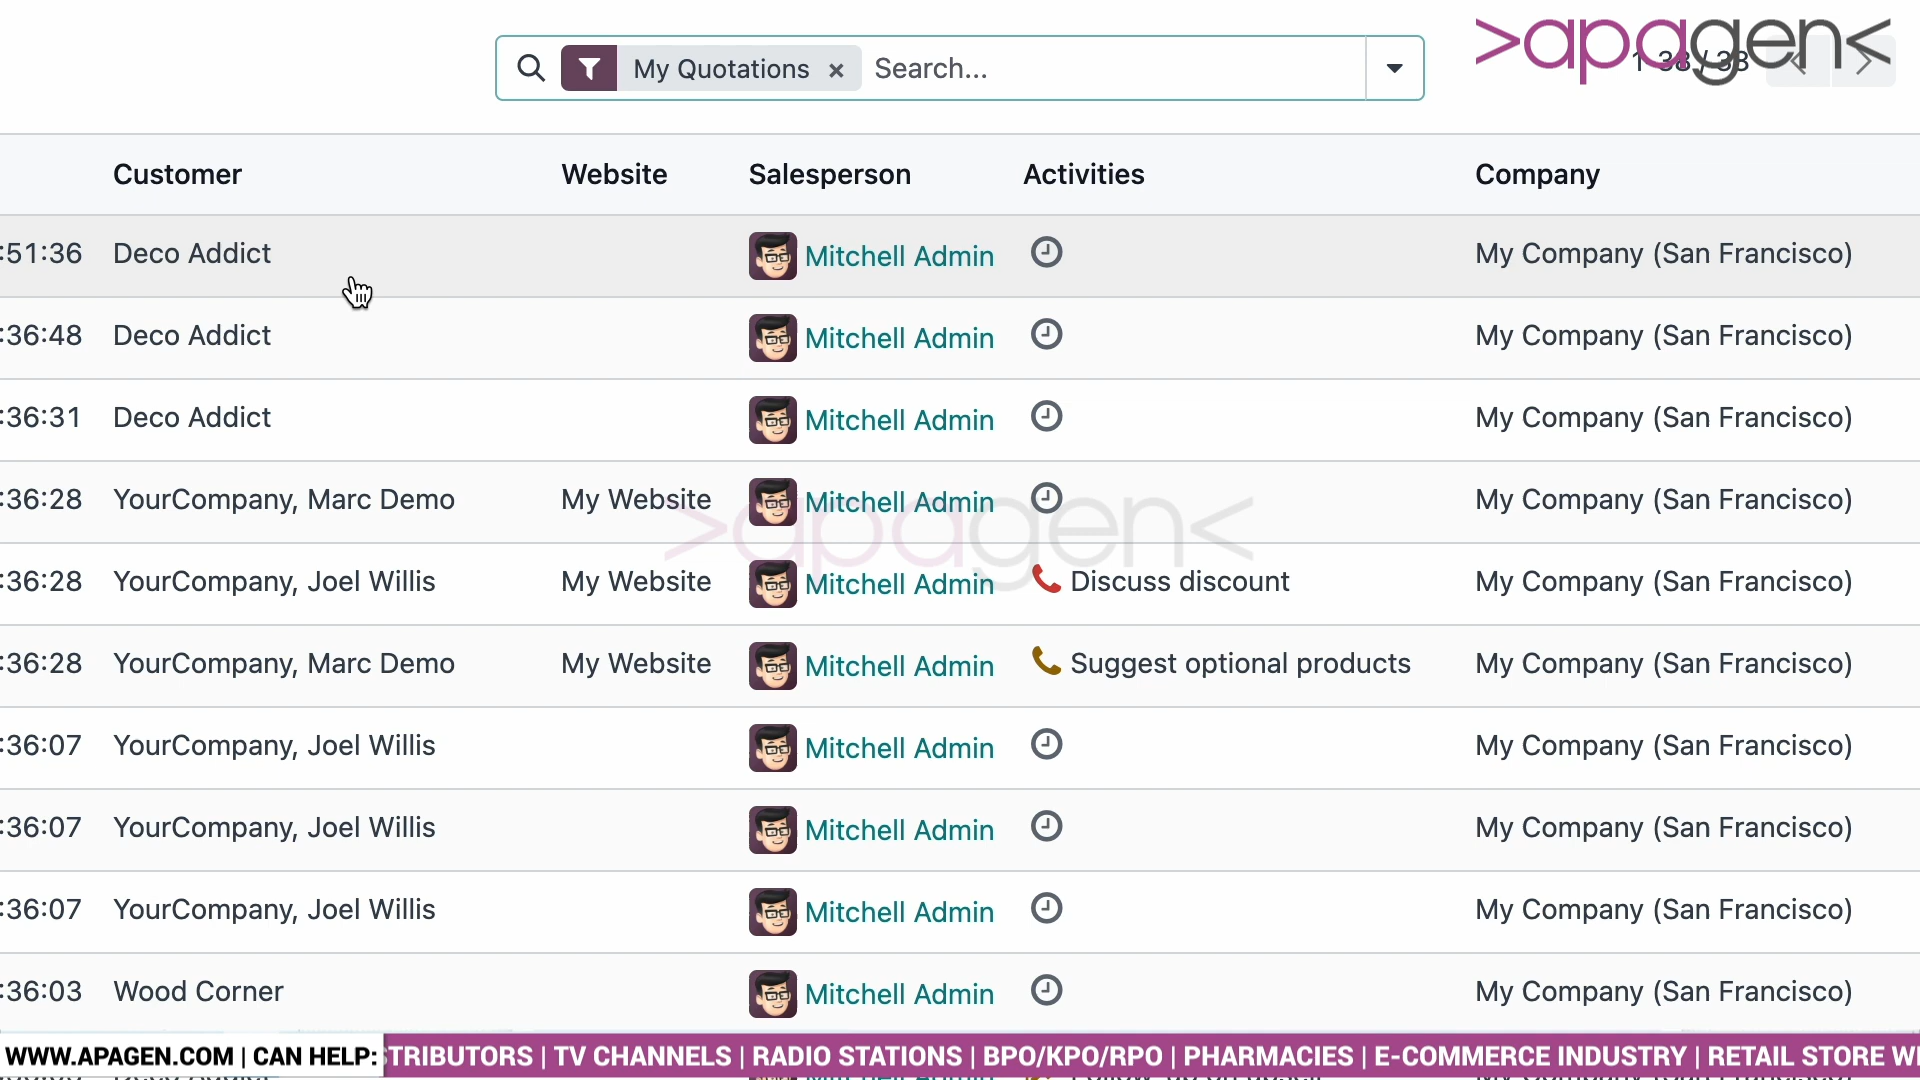 My Quotations × Search...
>apagen<
1-38 / 38
Customer Website Salesperson Activities Company
:51:36 Deco Addict Mitchell Admin My Company (San Francisco)
:36:48 Deco Addict Mitchell Admin My Company (San Francisco)
:36:31 Deco Addict Mitchell Admin My Company (San Francisco)
:36:28 YourCompany, Marc Demo My Website Mitchell Admin My Company (San Francisco)
>apagen<
:36:28 YourCompany, Joel Willis My Website Mitchell Admin Discuss discount My Company (San Francisco)
:36:28 YourCompany, Marc Demo My Website Mitchell Admin Suggest optional products My Company (San Francisco)
:36:07 YourCompany, Joel Willis Mitchell Admin My Company (San Francisco)
:36:07 YourCompany, Joel Willis Mitchell Admin My Company (San Francisco)
:36:07 YourCompany, Joel Willis Mitchell Admin My Company (San Francisco)
:36:03 Wood Corner Mitchell Admin My Company (San Francisco)
WWW.APAGEN.COM | CAN HELP: STRIBUTORS | TV CHANNELS | RADIO STATIONS | BPO/KPO/RPO | PHARMACIES | E-COMMERCE INDUSTRY | RETAIL STORE WI